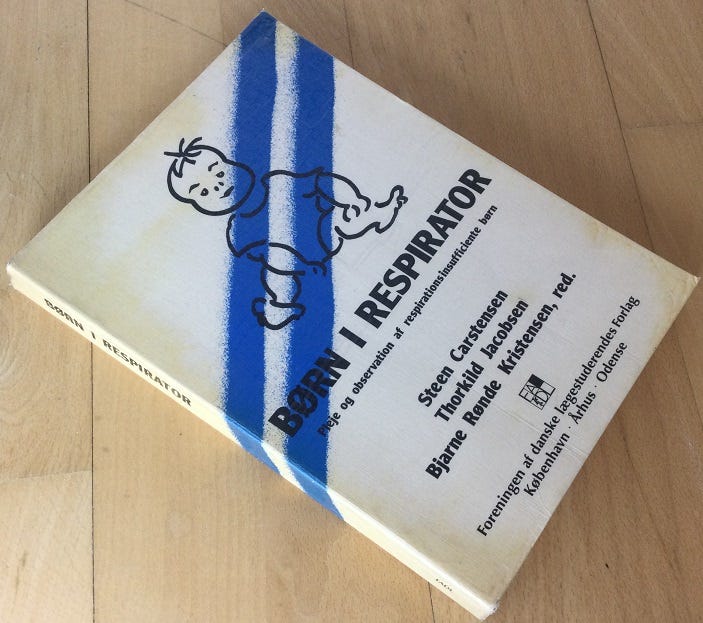 BØRN I RESPIRATOR
Pleje og observation af respirationsinsufficiente børn
Steen Carstensen
Thorkild Jacobsen
Bjarne Rønde Kristensen, red.
FADL
Foreningen af danske lægestuderendes Forlag
København · Århus · Odense
BØRN I RESPIRATOR
FADL